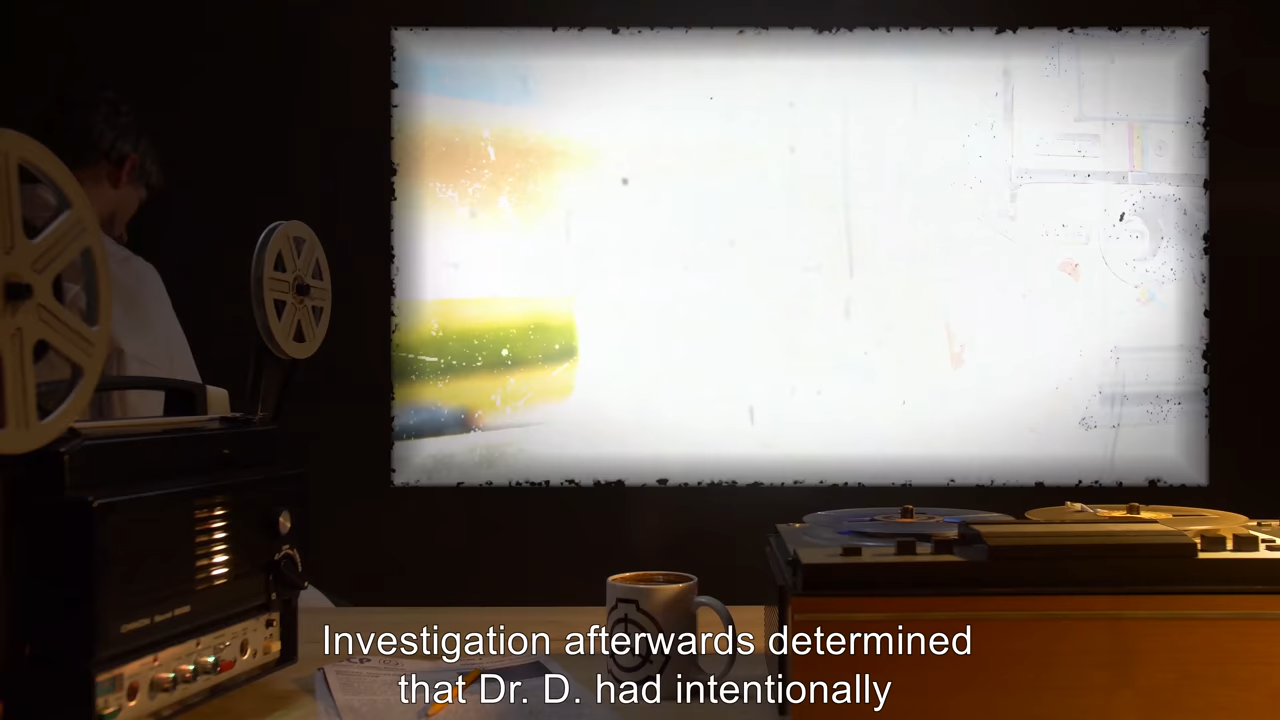 Investigation afterwards determined
that Dr. D. had intentionally